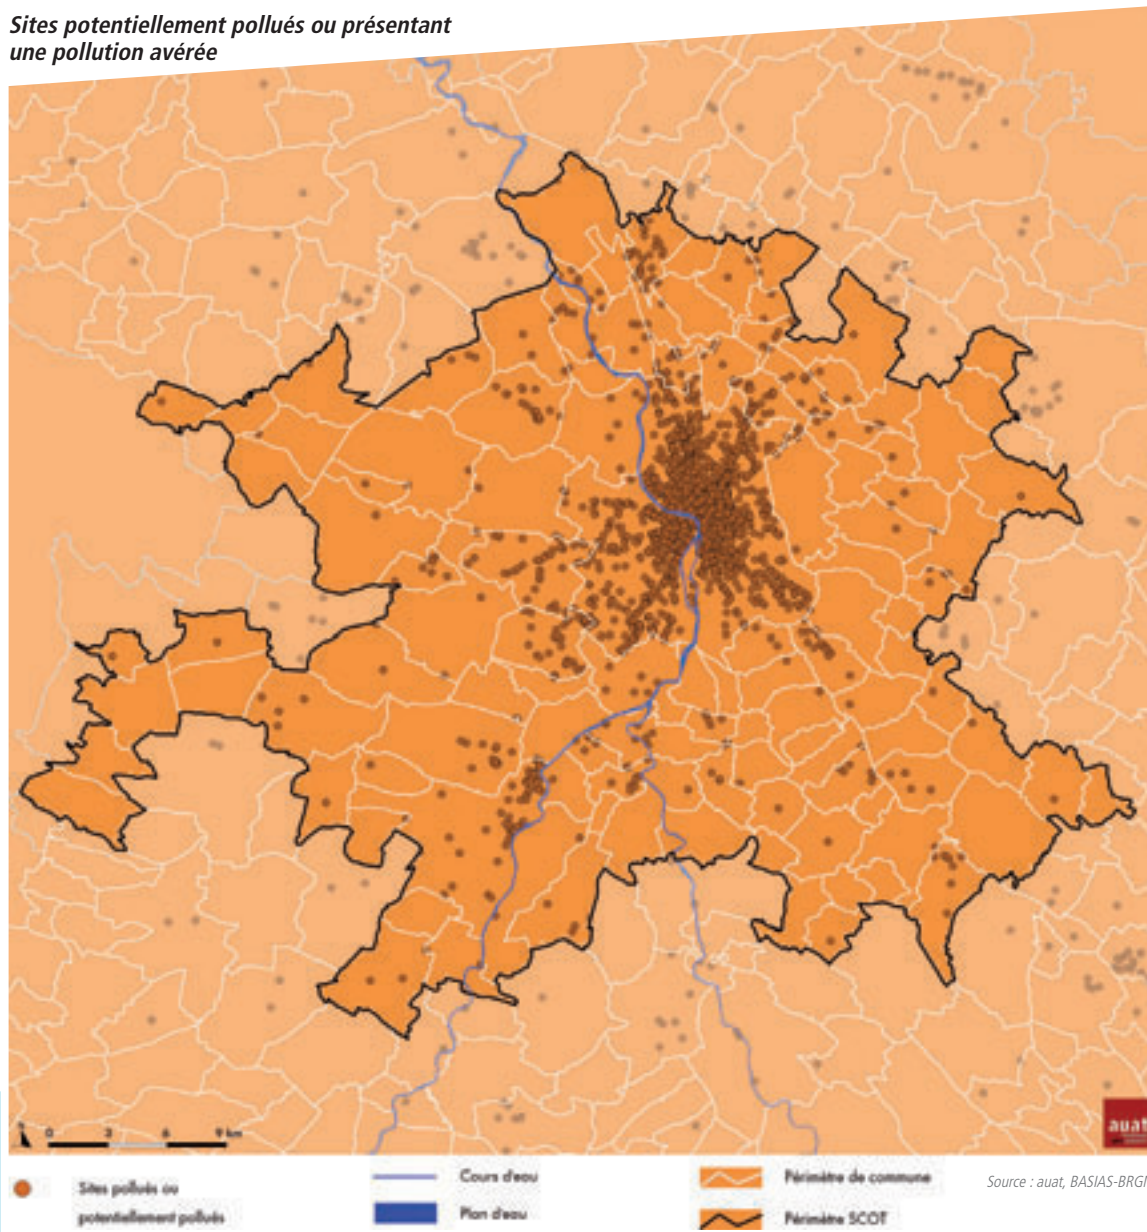 Sites potentiellement pollués ou présentant
une pollution avérée
0 3 6 9 km
auat
Sites pollués ou
potentiellement pollués
Cours d'eau
Plan d'eau
Périmètre de commune
Périmètre SCOT
Source : auat, BASIAS-BRG